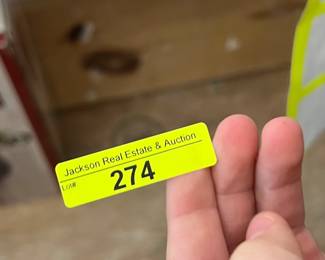 Jackson Real Estate & Auction
Lot#
274